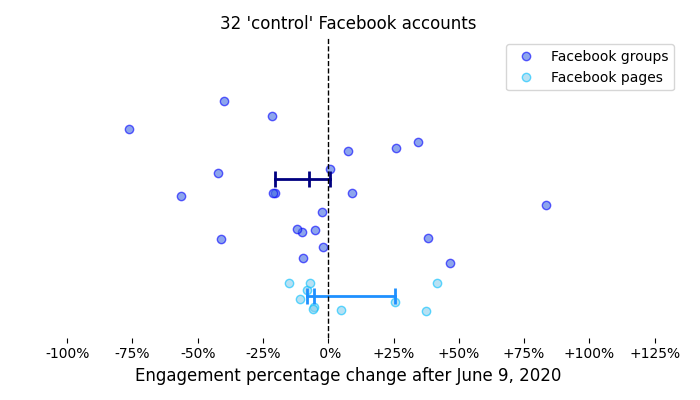 32 'control' Facebook accounts
Facebook groups
Facebook pages
-100% -75% -50% -25% 0% +25% +50% +75% +100% +125%
Engagement percentage change after June 9, 2020